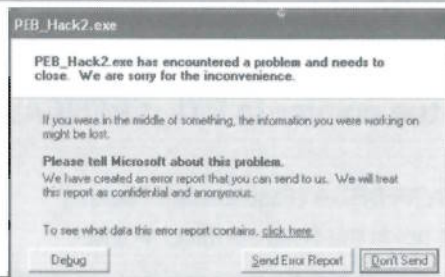 PEB_Hack2.exe
PEB_Hack2.exe has encountered a problem and needs to
close. We are sorry for the inconvenience.
If you were in the middle of something, the information you were working on
might be lost.
Please tell Microsoft about this problem.
We have created an error report that you can send to us. We will treat
this report as confidential and anonymous.
To see what data this error report contains, click here.
Debug
Send Error Report
Don't Send